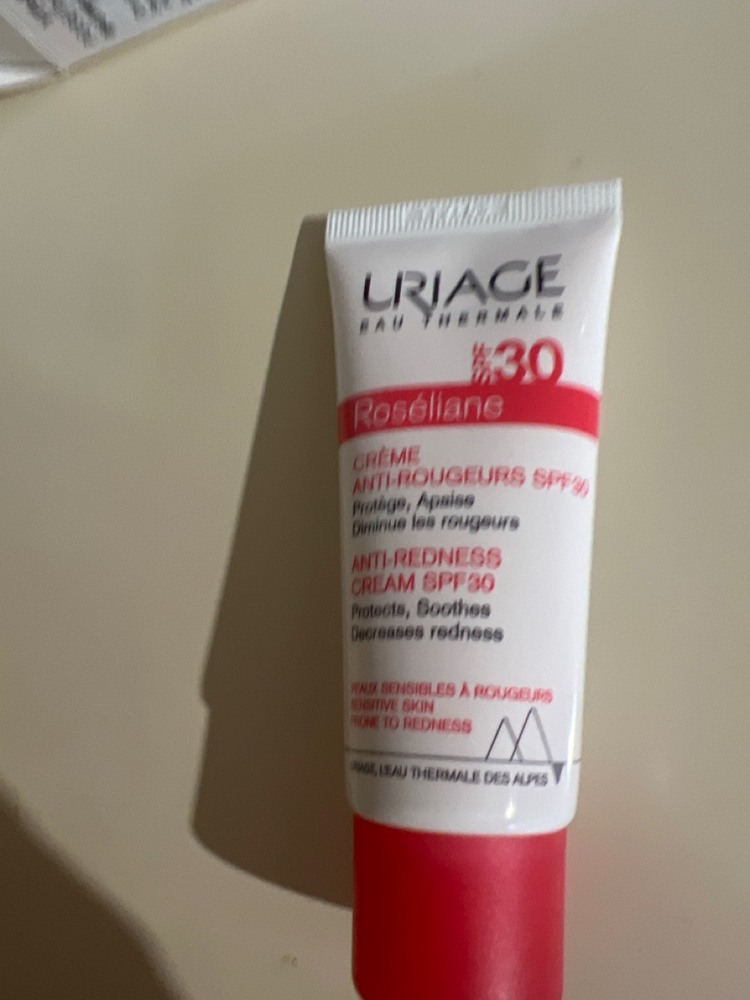 URIAGE
EAU THERMALE
SPF30
Roséliane
CRÈME
ANTI-ROUGEURS SPF30
Protège, Apaise
Diminue les rougeurs
ANTI-REDNESS
CREAM SPF30
Protects, Soothes
Decreases redness
PEAUX SENSIBLES À ROUGEURS
SENSITIVE SKIN
PRONE TO REDNESS
URIAGE, L'EAU THERMALE DES ALPES